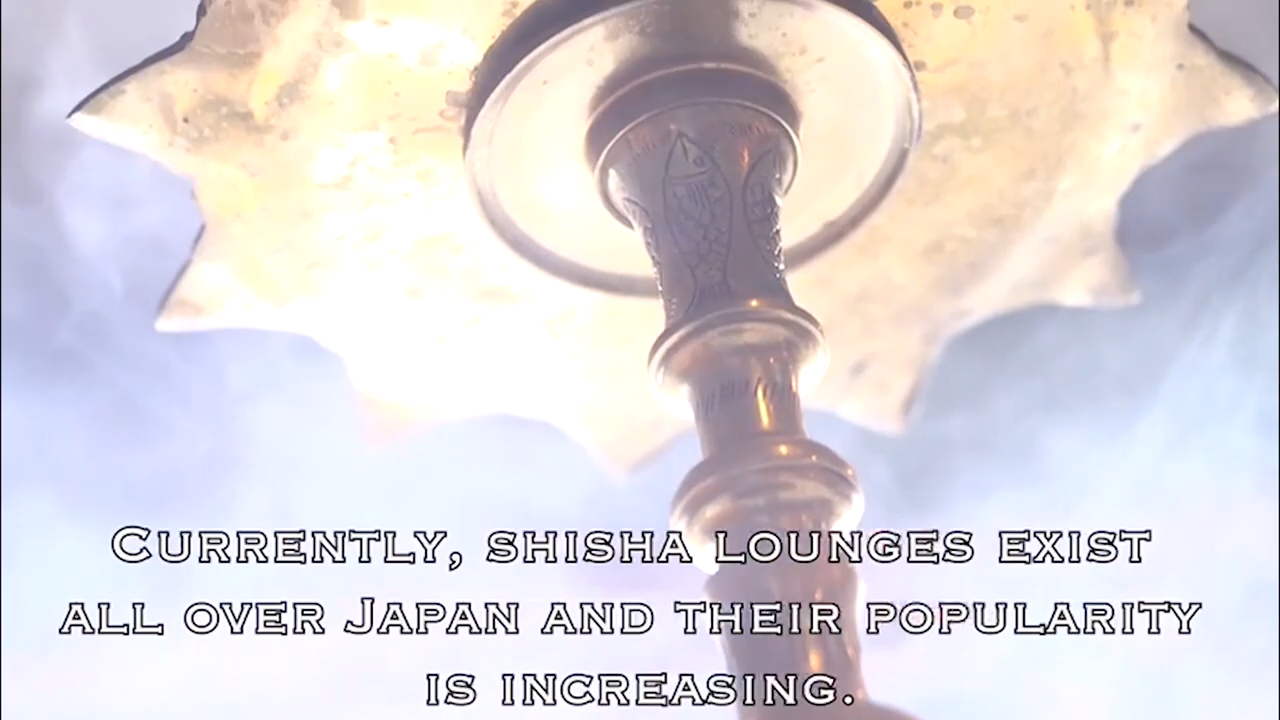 Currently, shisha lounges exist
all over Japan and their popularity
is increasing.